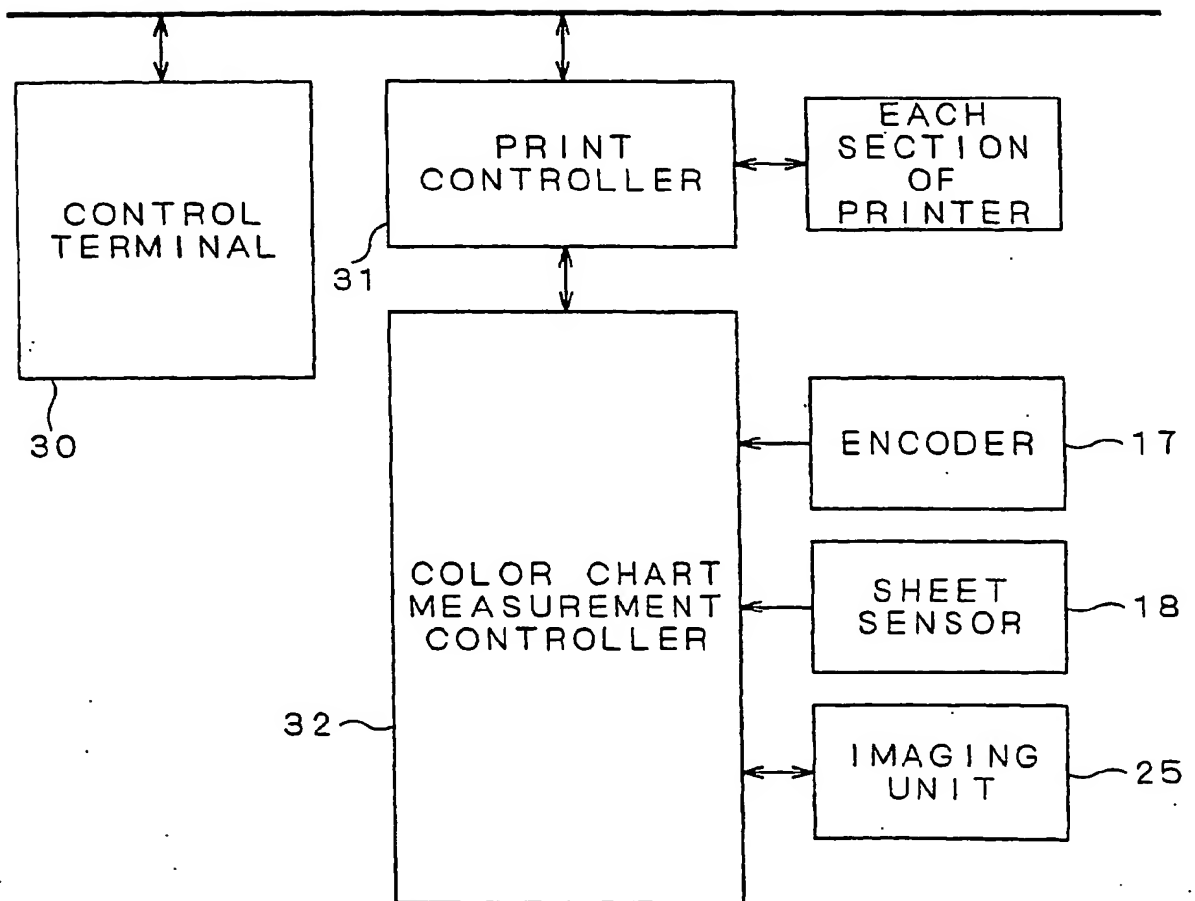 CONTROL
TERMINAL
30
PRINT
CONTROLLER
31
EACH
SECTION
OF
PRINTER
COLOR CHART
MEASUREMENT
CONTROLLER
32
ENCODER
17
SHEET
SENSOR
18
IMAGING
UNIT
25